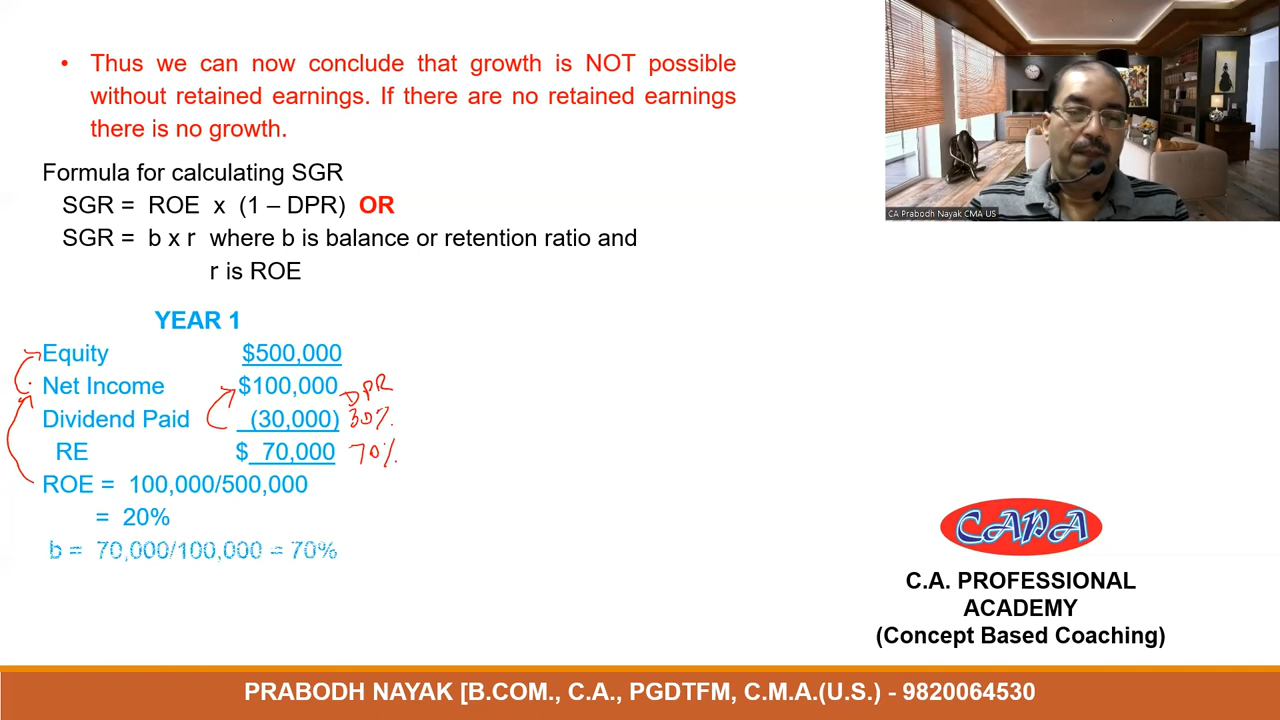 • Thus we can now conclude that growth is NOT possible
without retained earnings. If there are no retained earnings
there is no growth.
Formula for calculating SGR
SGR = ROE x (1 – DPR) OR
SGR = b x r where b is balance or retention ratio and
r is ROE
YEAR 1
Equity $500,000
Net Income $100,000 DPR
Dividend Paid (30,000) 30%
RE $ 70,000 70%
ROE = 100,000/500,000
= 20%
b = 70,000/100,000 = 70%
CA Prabodh Nayak CMA US
CAPA
C.A. PROFESSIONAL
ACADEMY
(Concept Based Coaching)
PRABODH NAYAK [B.COM., C.A., PGDTFM, C.M.A.(U.S.) - 9820064530